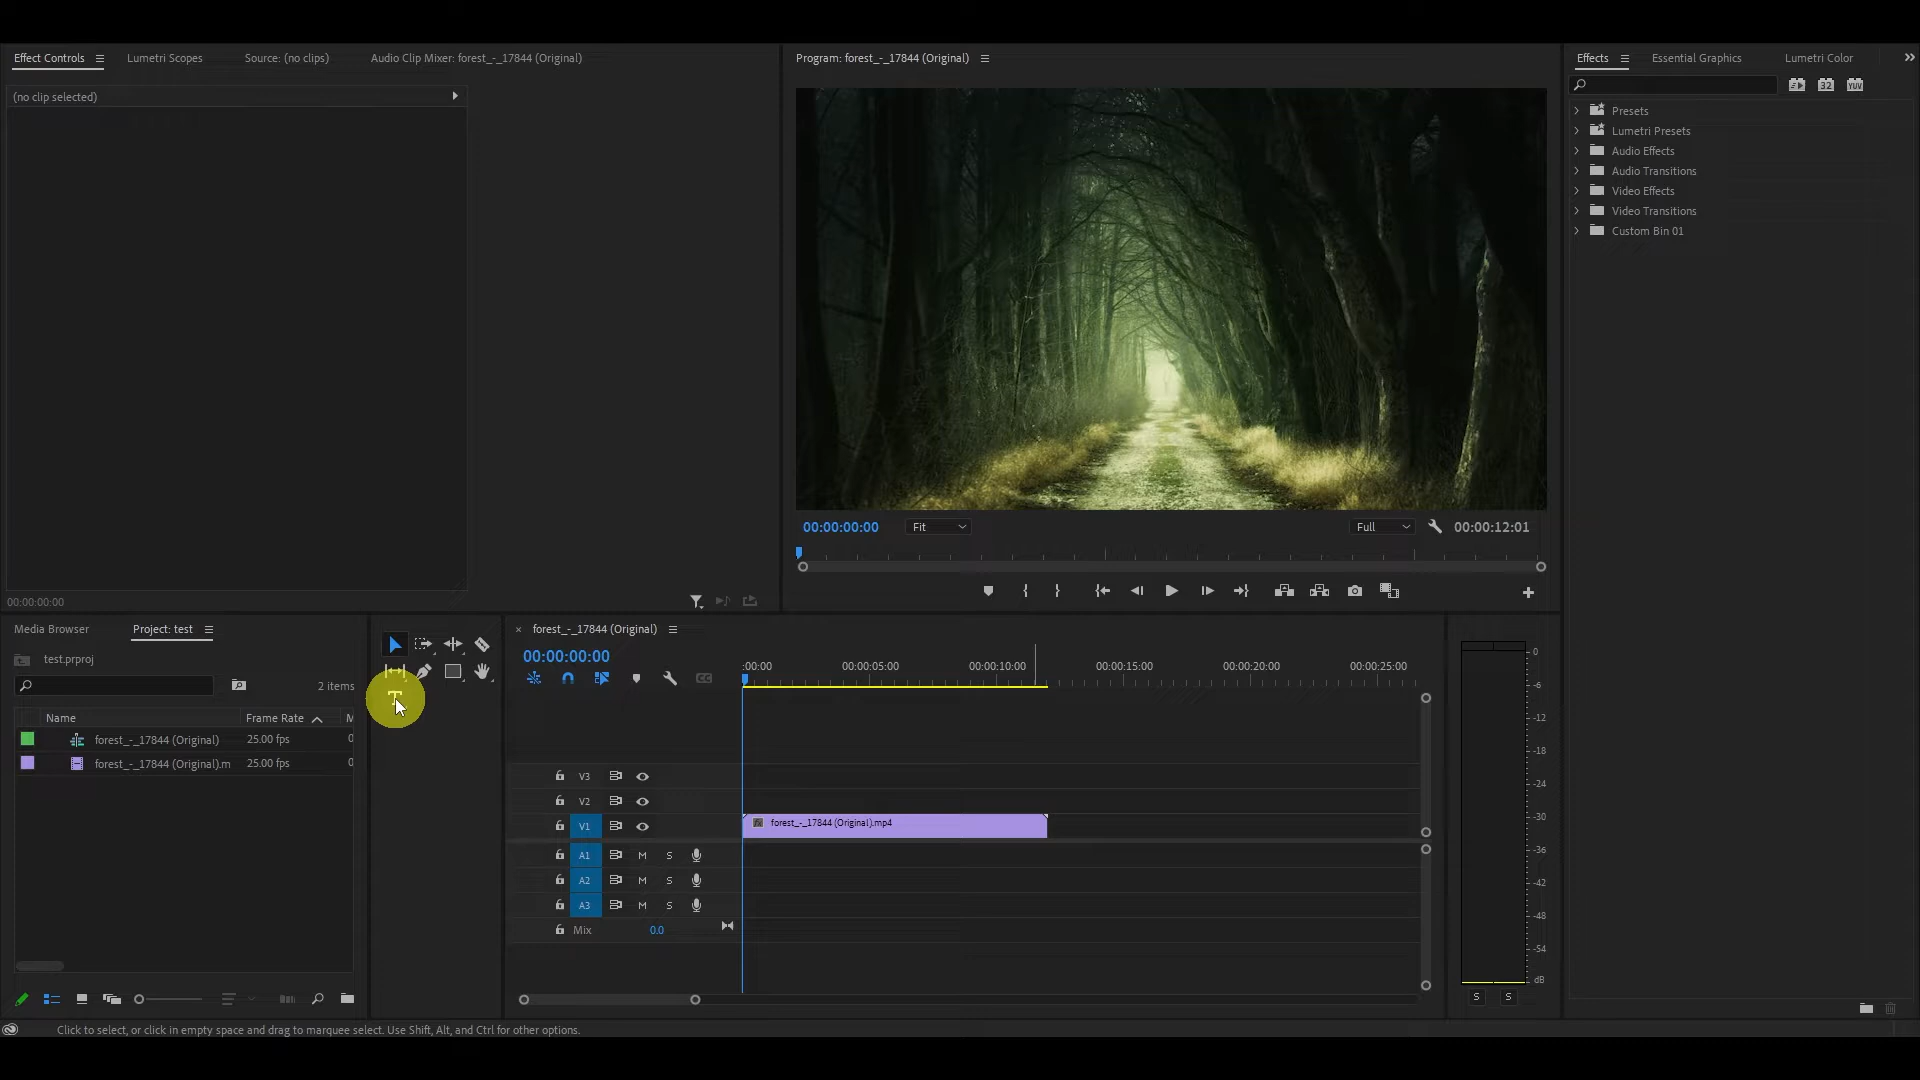 Effect Controls
Lumetri Scopes
Source: (no clips)
Audio Clip Mixer: forest_-_17844 (Original)
Program: forest_-_17844 (Original)
Effects
Essential Graphics
Lumetri Color
(no clip selected)
32
YUV
Presets
Lumetri Presets
Audio Effects
Audio Transitions
Video Effects
Video Transitions
Custom Bin 01
00:00:00:00
Fit
Full
00:00:12:01
00:00:00:00
Media Browser
Project: test
forest_-_17844 (Original)
test.prproj
00:00:00:00
2 items
:00:00
00:00:05:00
00:00:10:00
00:00:15:00
00:00:20:00
00:00:25:00
Name
Frame Rate
M
forest_-_17844 (Original)
25.00 fps
0
forest_-_17844 (Original).m
25.00 fps
0
V3
V2
V1
forest_-_17844 (Original).mp4
A1
M
S
A2
M
S
A3
M
S
Mix
0.0
0
-6
-12
-18
-24
-30
-36
-42
-48
-54
dB
S
S
Click to select, or click in empty space and drag to marquee select. Use Shift, Alt, and Ctrl for other options.